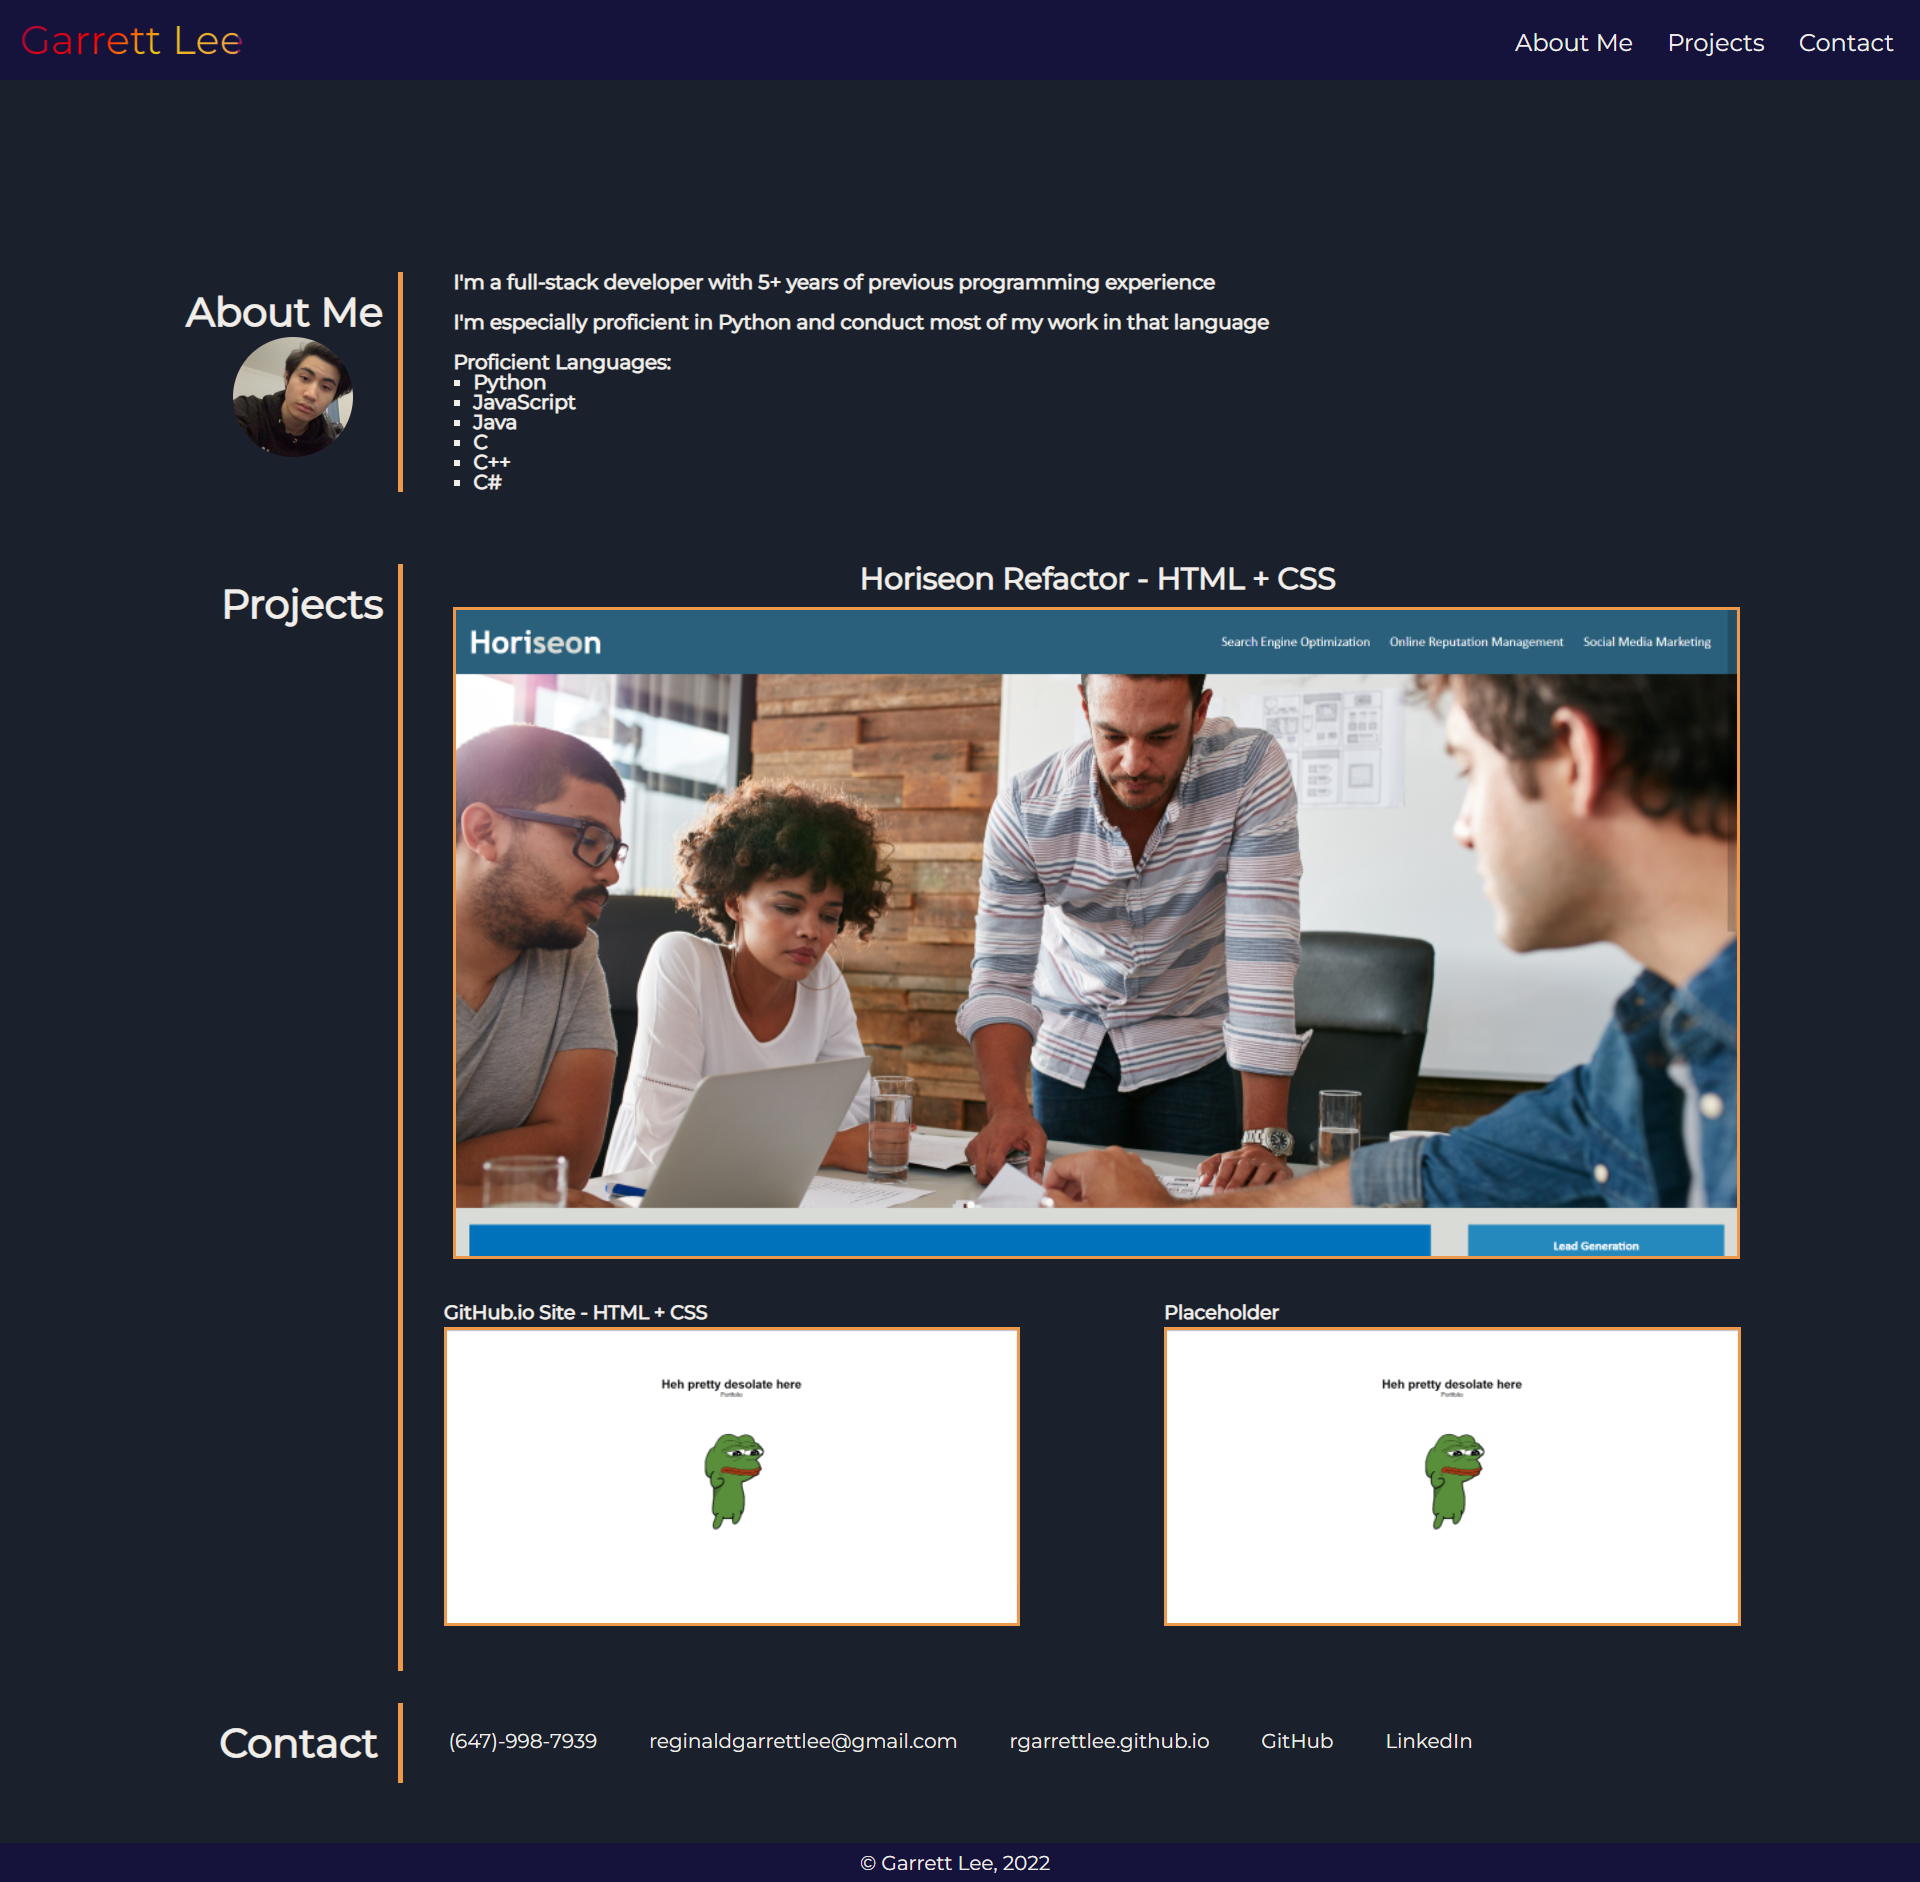 Garrett Lee
About Me Projects Contact
About Me
I'm a full-stack developer with 5+ years of previous programming experience
I'm especially proficient in Python and conduct most of my work in that language
Proficient Languages:
Python
JavaScript
Java
C
C++
C#
Projects
Horiseon Refactor - HTML + CSS
Horiseon
Search Engine Optimization Online Reputation Management Social Media Marketing
Lead Generation
GitHub.io Site - HTML + CSS
Heh pretty desolate here
Portfolio
Placeholder
Heh pretty desolate here
Portfolio
Contact
(647)-998-7939 reginaldgarrettlee@gmail.com rgarrettlee.github.io GitHub LinkedIn
© Garrett Lee, 2022